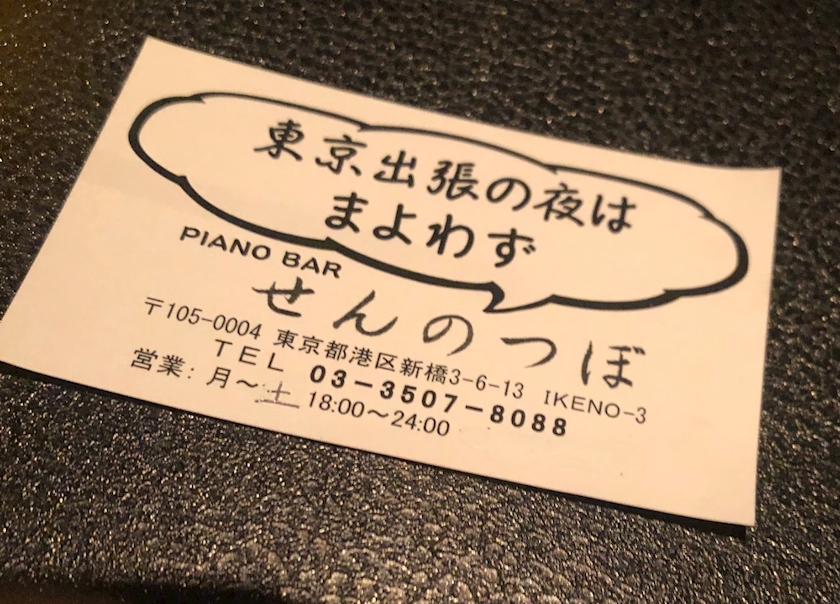 東京出張の夜は
まよわず
PIANO BAR
せんのつぼ
〒105-0004 東京都港区新橋3-6-13 IKENO-3
TEL 03-3507-8088
営業: 月〜土 18:00〜24:00